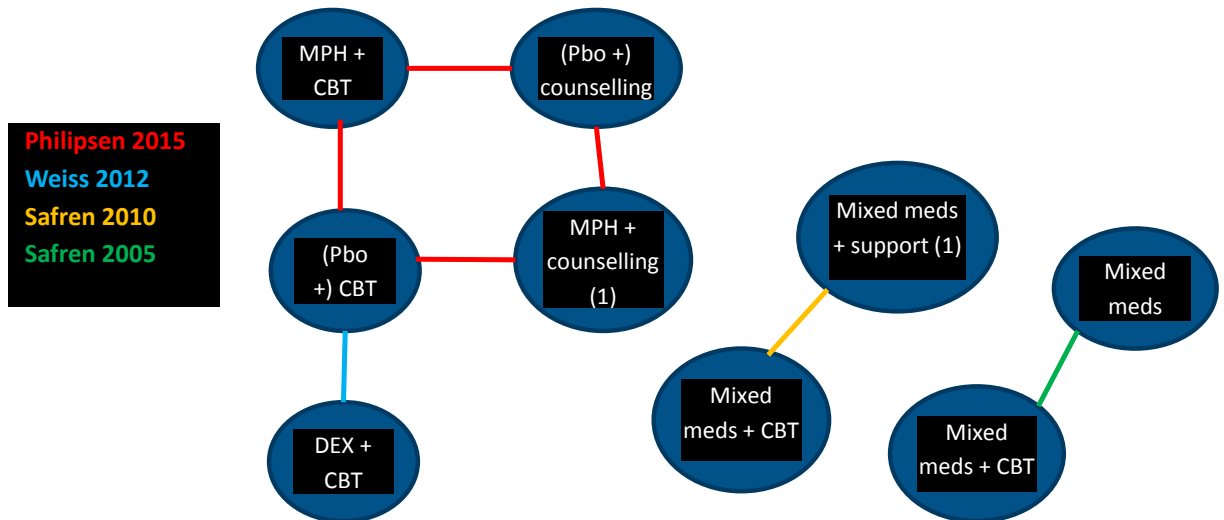 MPH +
CBT
(Pbo +)
counselling
Philipsen 2015
Weiss 2012
Safren 2010
Safren 2005
(Pbo
+) CBT
MPH +
counselling
(1)
Mixed meds
+ support (1)
Mixed
meds
Mixed
meds + CBT
Mixed
meds + CBT
DEX +
CBT